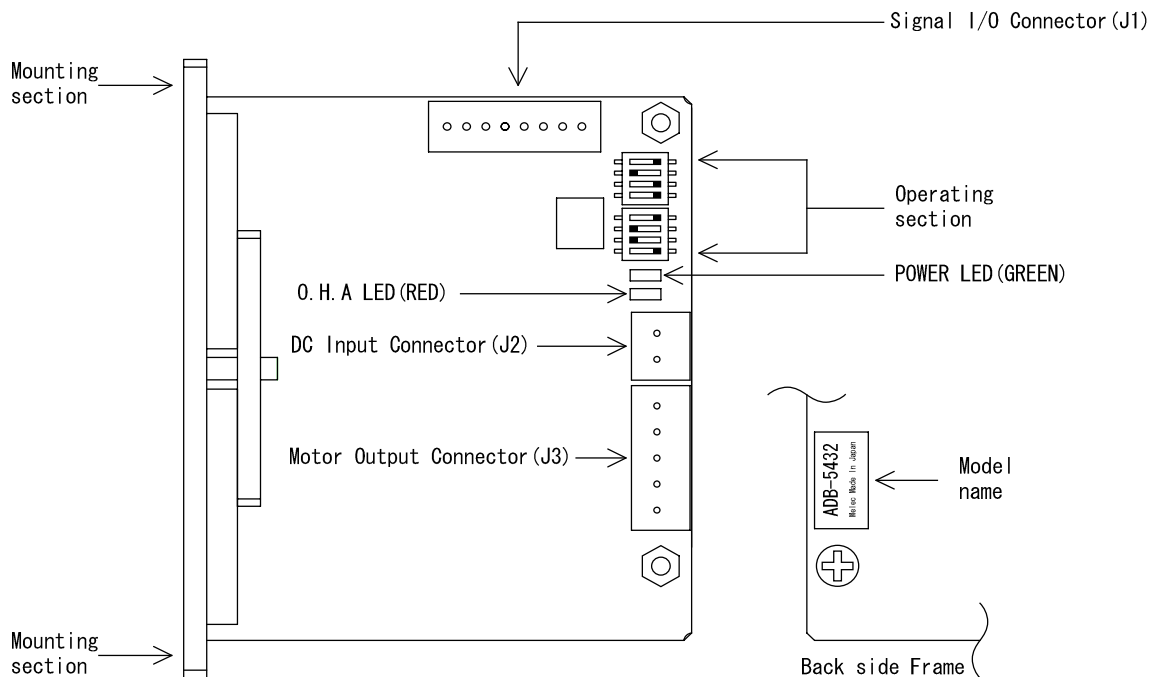 Signal I/O Connector(J1)
Mounting
section
Operating
section
POWER LED(GREEN)
O.H.A LED(RED)
DC Input Connector(J2)
Motor Output Connector(J3)
ADB-5432
Melec Made In Japan
Model
name
Mounting
section
Back side Frame